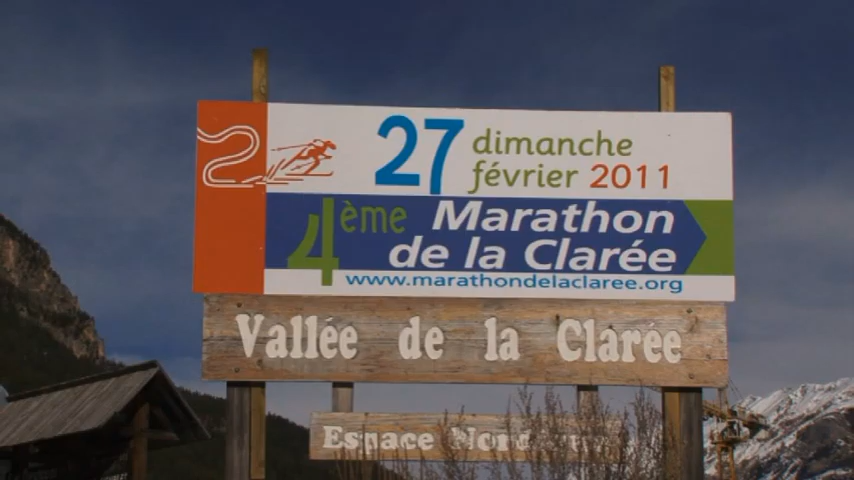 27 dimanche
février 2011
4ème Marathon
de la Clarée
www.marathondelaclaree.org
Vallée de la Clarée
Espace